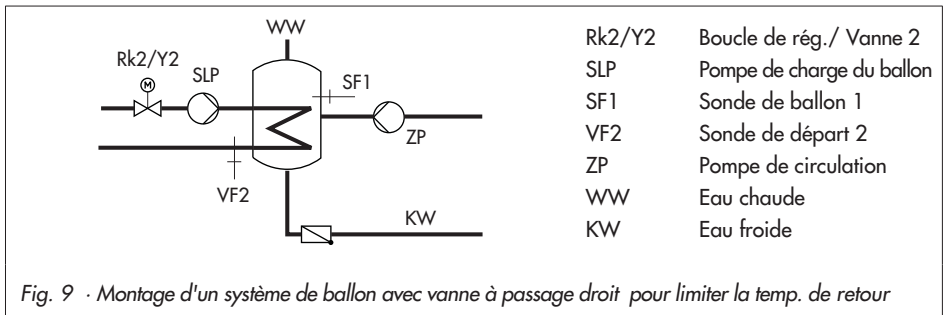 WW
Rk2/Y2
M
SLP
SF1
ZP
VF2
KW
Rk2/Y2 Boucle de rég./ Vanne 2
SLP Pompe de charge du ballon
SF1 Sonde de ballon 1
VF2 Sonde de départ 2
ZP Pompe de circulation
WW Eau chaude
KW Eau froide
Fig. 9 · Montage d'un système de ballon avec vanne à passage droit pour limiter la temp. de retour